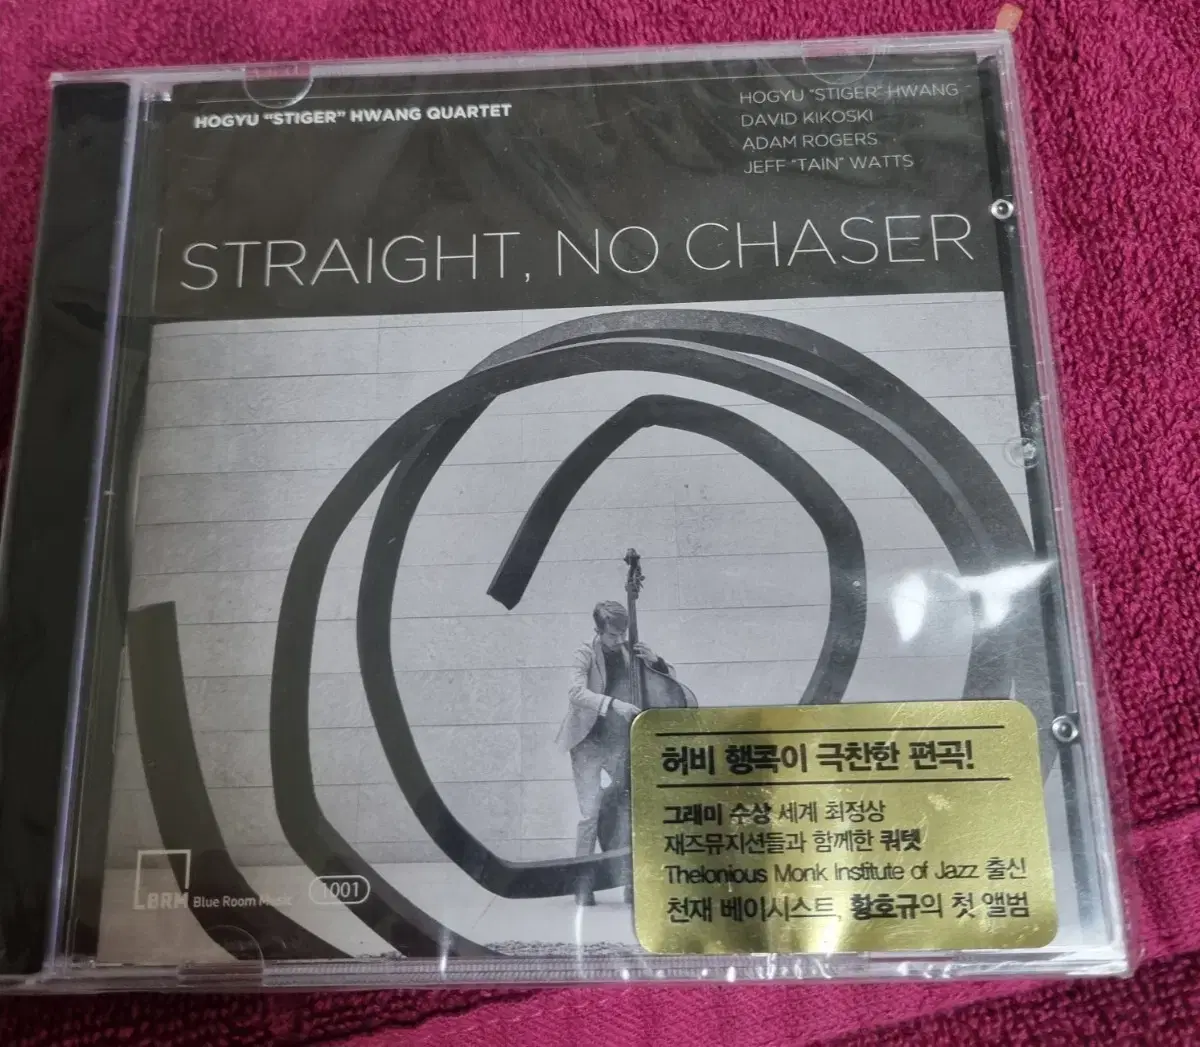 HOGYU "STIGER" HWANG QUARTET
HOGYU "STIGER" HWANG
DAVID KIKOSKI
ADAM ROGERS
JEFF "TAIN" WATTS
STRAIGHT, NO CHASER
허비 행콕이 극찬한 편곡!
그래미 수상 세계 최정상
재즈뮤지션들과 함께한 쿼텟
Thelonious Monk Institute of Jazz 출신
천재 베이시스트, 황호규의 첫 앨범
BRM Blue Room Music 1001